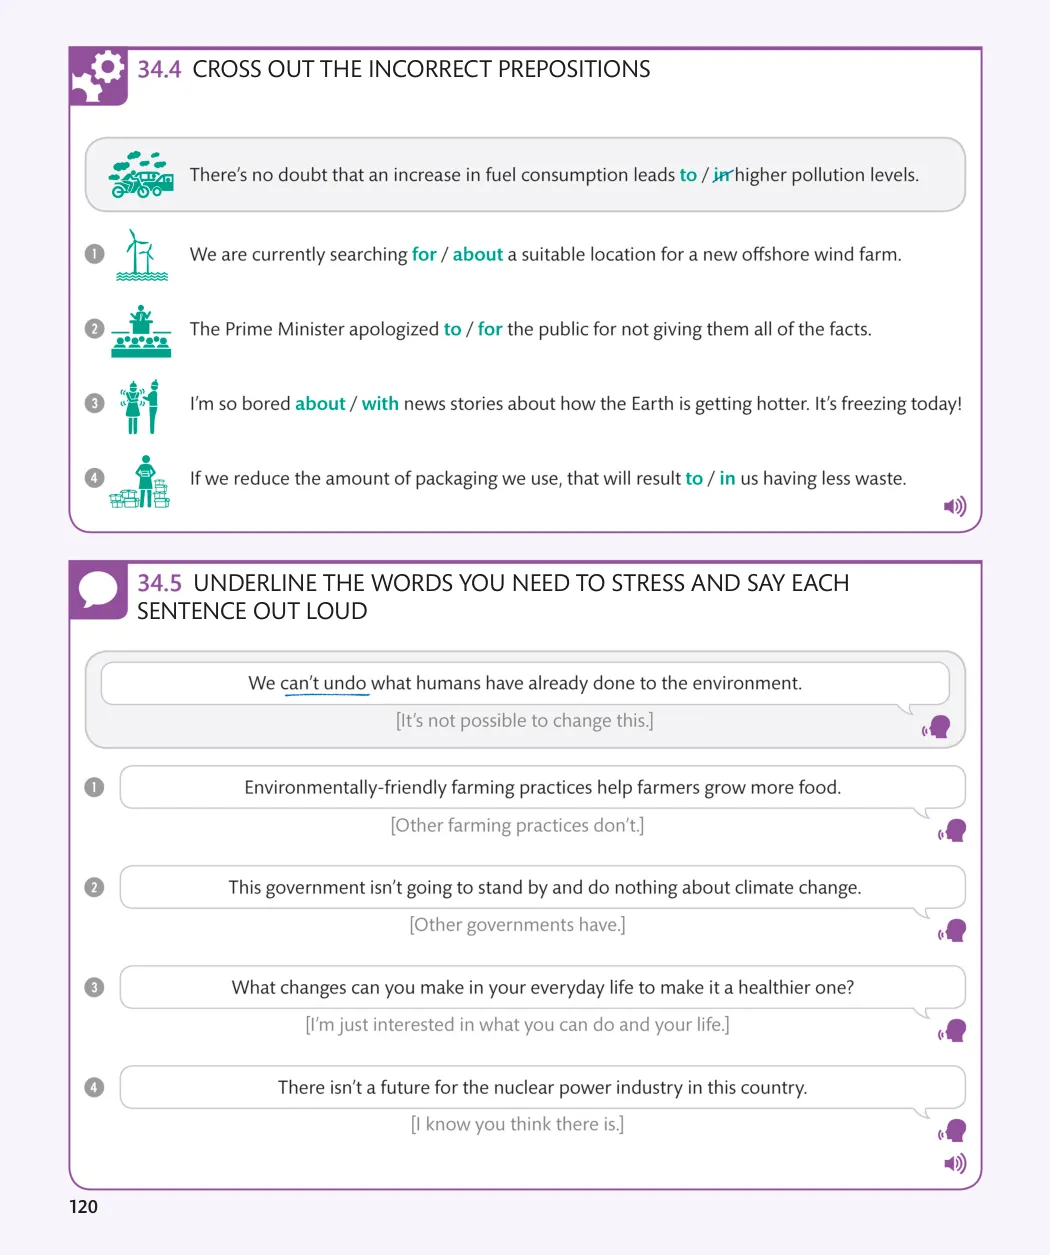 34.4 CROSS OUT THE INCORRECT PREPOSITIONS
There’s no doubt that an increase in fuel consumption leads to / in higher pollution levels.
1 We are currently searching for / about a suitable location for a new offshore wind farm.
2 The Prime Minister apologized to / for the public for not giving them all of the facts.
3 I’m so bored about / with news stories about how the Earth is getting hotter. It’s freezing today!
4 If we reduce the amount of packaging we use, that will result to / in us having less waste.
34.5 UNDERLINE THE WORDS YOU NEED TO STRESS AND SAY EACH
SENTENCE OUT LOUD
We can’t undo what humans have already done to the environment.
[It’s not possible to change this.]
1 Environmentally-friendly farming practices help farmers grow more food.
[Other farming practices don’t.]
2 This government isn’t going to stand by and do nothing about climate change.
[Other governments have.]
3 What changes can you make in your everyday life to make it a healthier one?
[I’m just interested in what you can do and your life.]
4 There isn’t a future for the nuclear power industry in this country.
[I know you think there is.]
120